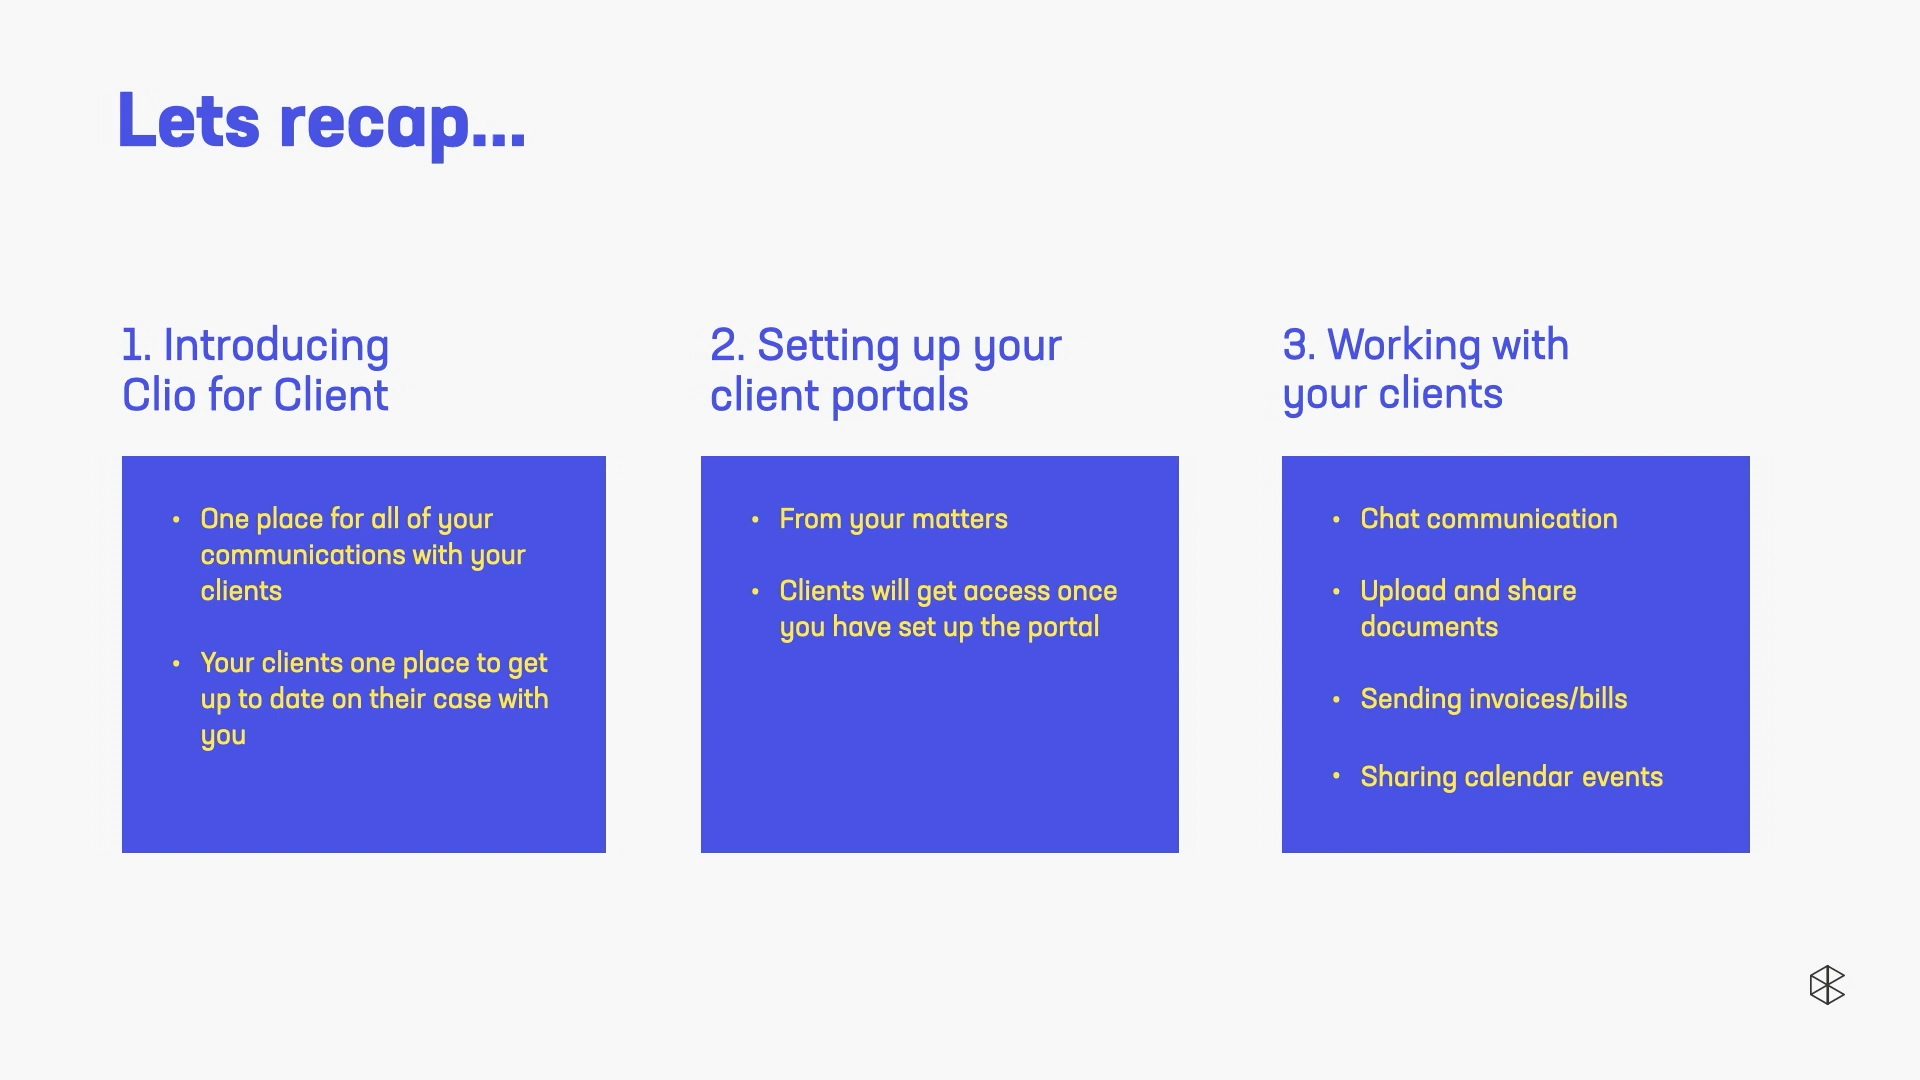 Lets recap...
1. Introducing
Clio for Client
• One place for all of your
communications with your
clients
• Your clients one place to get
up to date on their case with
you
2. Setting up your
client portals
• From your matters
• Clients will get access once
you have set up the portal
3. Working with
your clients
• Chat communication
• Upload and share
documents
• Sending invoices/bills
• Sharing calendar events